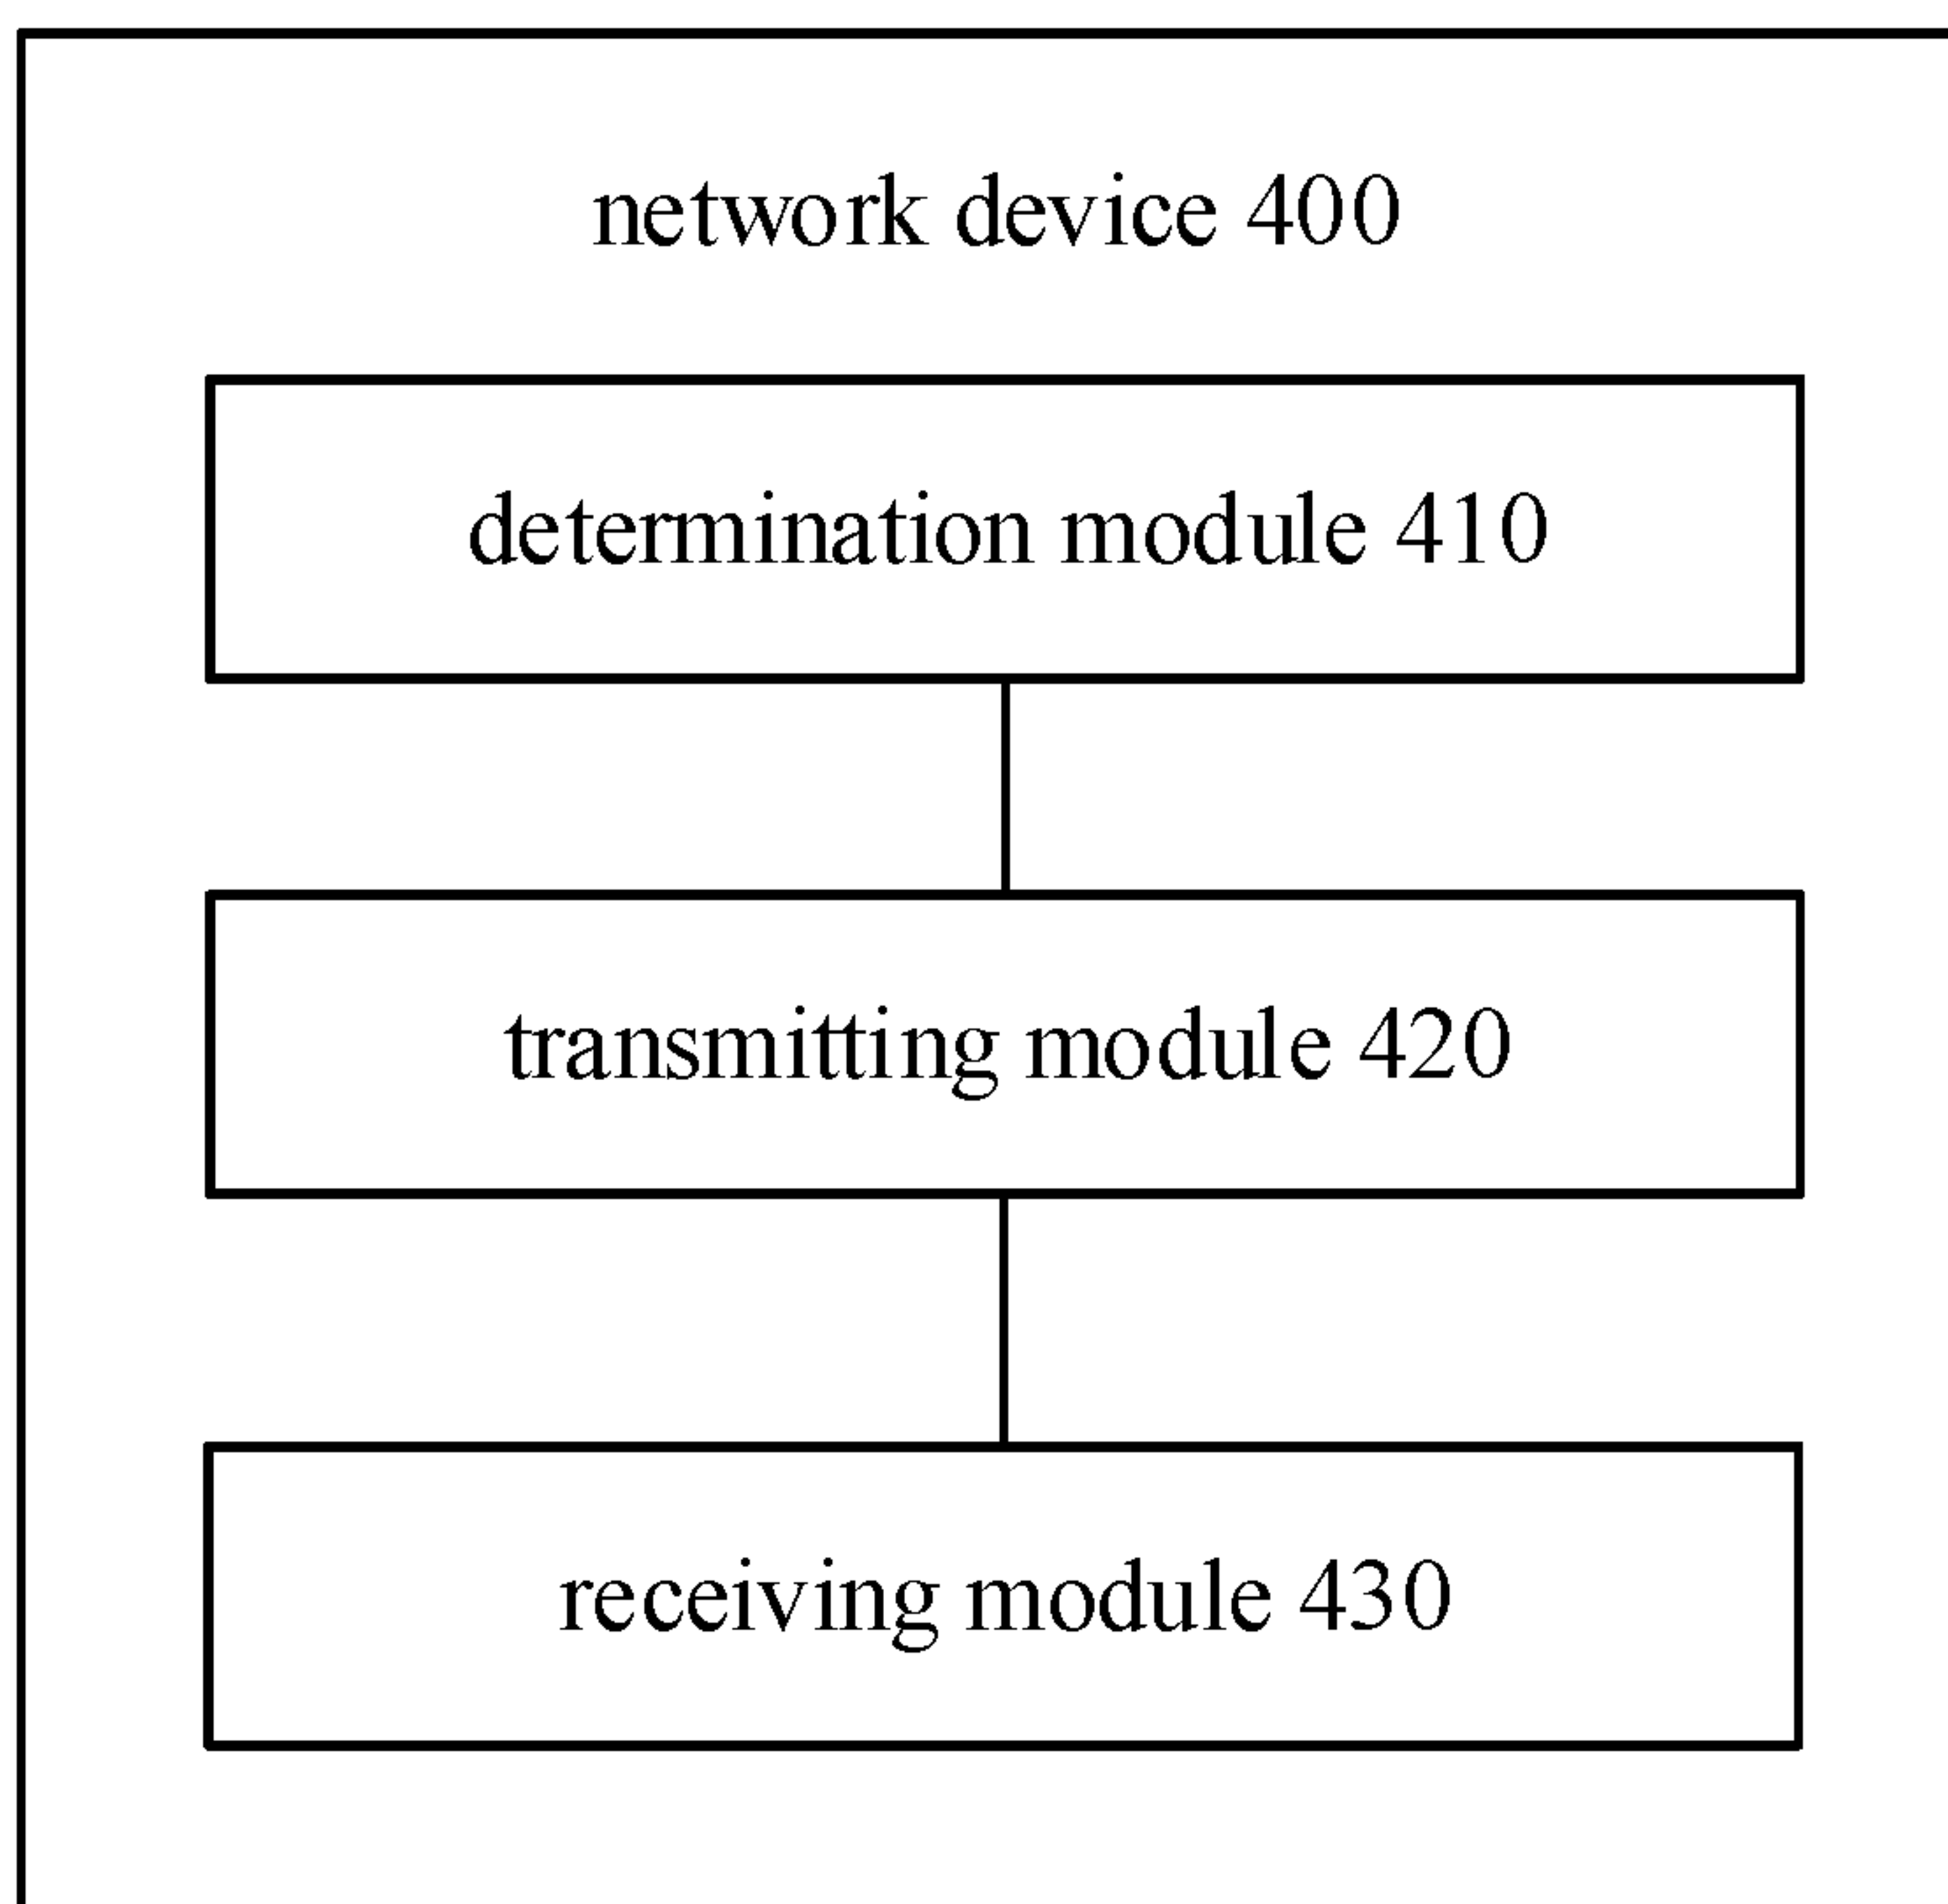 network device 400
determination module 410
transmitting module 420
receiving module 430